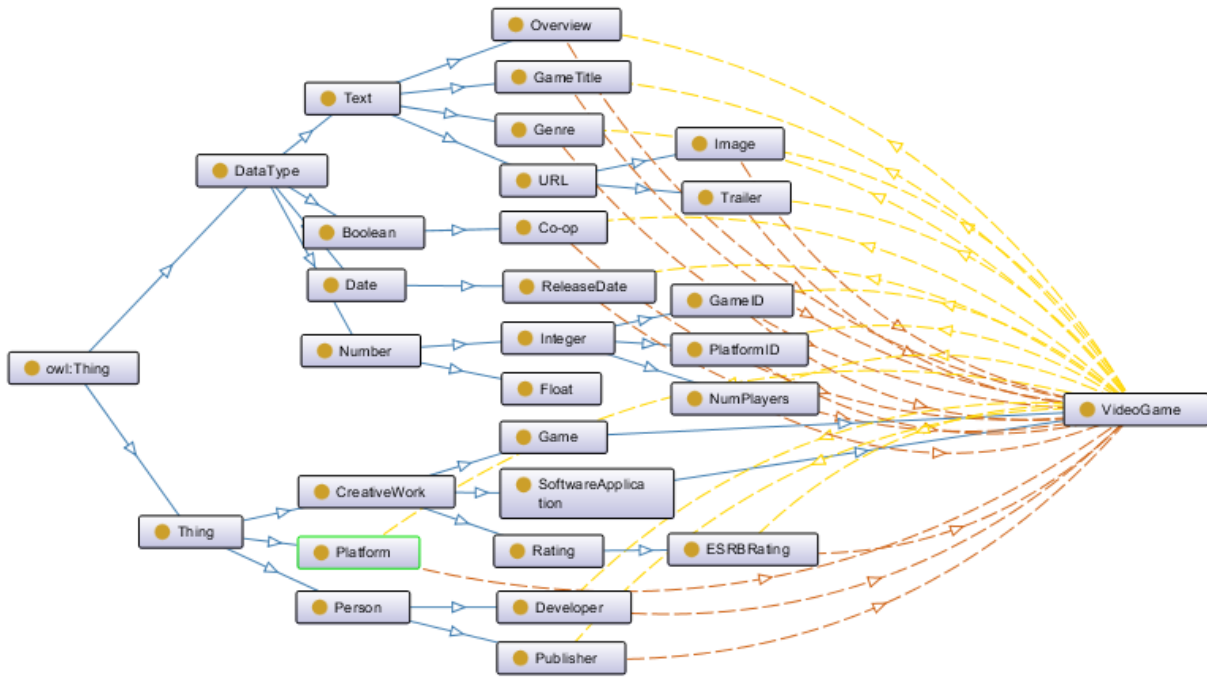 Overview
GameTitle
Text
Genre
Image
DataType
URL
Trailer
Boolean
Co-op
Date
ReleaseDate
GameID
Number
Integer
PlatformID
owl:Thing
Float
NumPlayers
VideoGame
Game
CreativeWork
SoftwareApplica
tion
Thing
Platform
Rating
ESRBRating
Person
Developer
Publisher